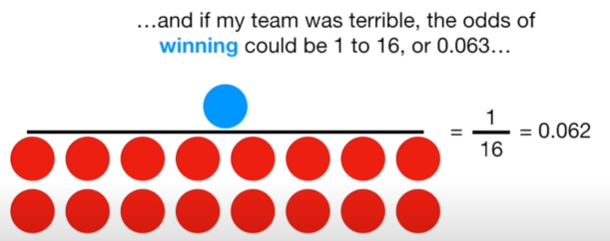 ...and if my team was terrible, the odds of
winning could be 1 to 16, or 0.063...
= 1/16 = 0.062